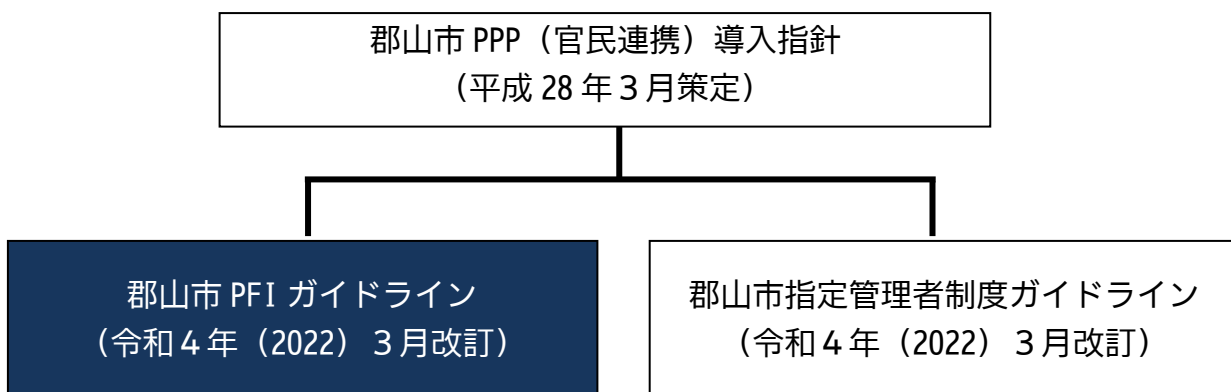 郡山市 PPP（官民連携）導入指針
（平成 28 年３月策定）
郡山市 PFI ガイドライン
（令和４年（2022）３月改訂）
郡山市指定管理者制度ガイドライン
（令和４年（2022）３月改訂）